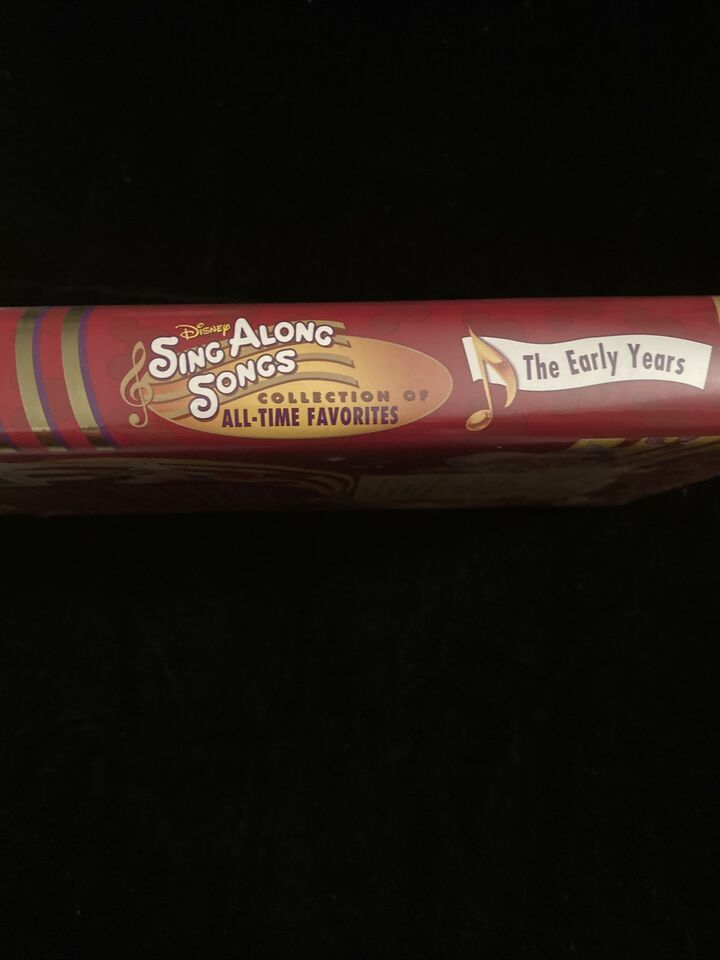 Disney
SING ALONG
SONGS
COLLECTION OF
ALL-TIME FAVORITES
The Early Years